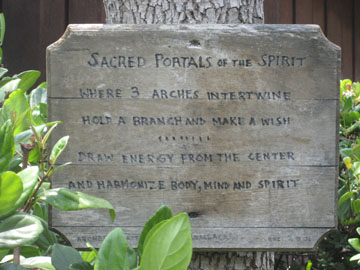 SACRED PORTALS OF THE SPIRIT
WHERE 3 ARCHES INTERTWINE
HOLD A BRANCH AND MAKE A WISH
DRAW ENERGY FROM THE CENTER
AND HARMONIZE BODY, MIND AND SPIRIT